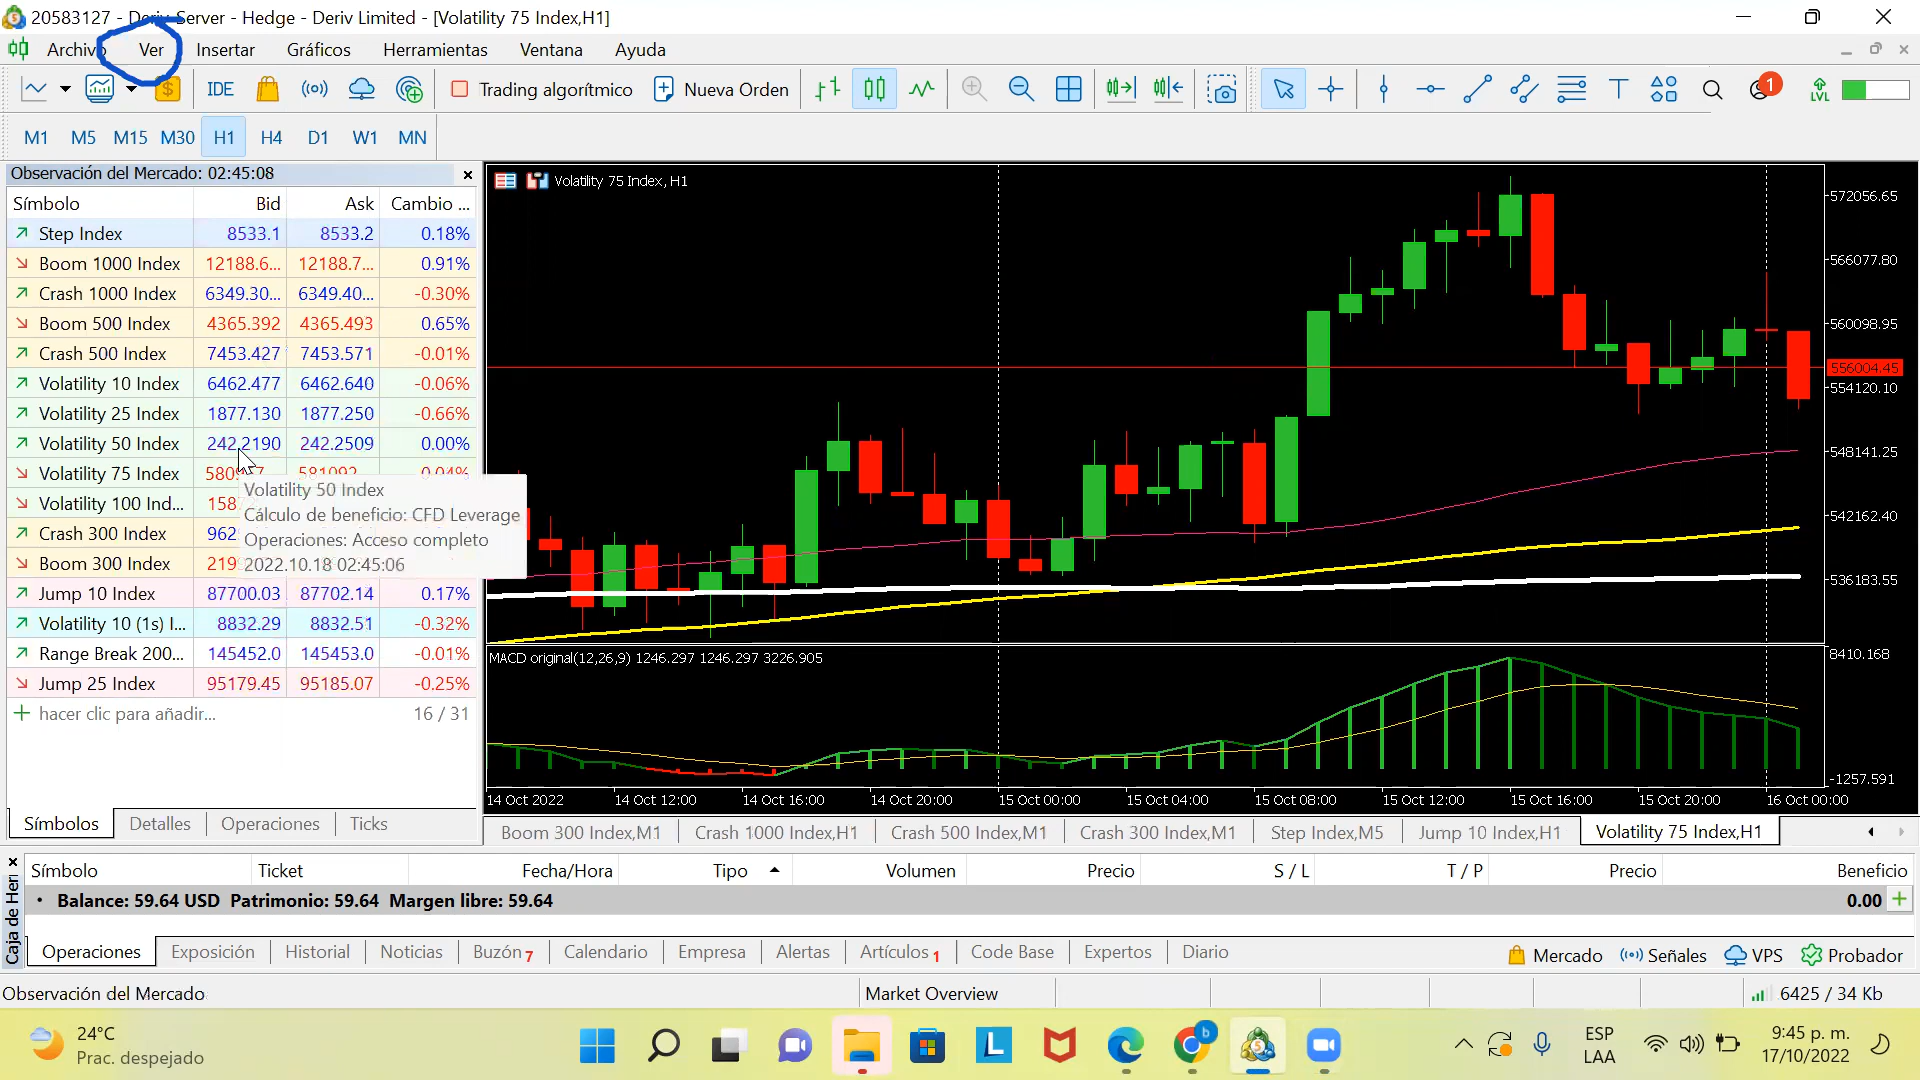 20583127 - Deriv-Server - Hedge - Deriv Limited - [Volatility 75 Index,H1]
Archivo Ver Insertar Gráficos Herramientas Ventana Ayuda
IDE Trading algorítmico Nueva Orden 1 LVL
M1 M5 M15 M30 H1 H4 D1 W1 MN
Observación del Mercado: 02:45:08
Símbolo Bid Ask Cambio ...
Step Index 8533.1 8533.2 0.18%
Boom 1000 Index 12188.6... 12188.7... 0.91%
Crash 1000 Index 6349.30... 6349.40... -0.30%
Boom 500 Index 4365.392 4365.493 0.65%
Crash 500 Index 7453.427 7453.571 -0.01%
Volatility 10 Index 6462.477 6462.640 -0.06%
Volatility 25 Index 1877.130 1877.250 -0.66%
Volatility 50 Index 242.2190 242.2509 0.00%
Volatility 75 Index
Volatility 100 Ind...
Crash 300 Index
Boom 300 Index
Volatility 50 Index
Cálculo de beneficio: CFD Leverage
Operaciones: Acceso completo
2022.10.18 02:45:06
Jump 10 Index 87700.03 87702.14 0.17%
Volatility 10 (1s) I... 8832.29 8832.51 -0.32%
Range Break 200... 145452.0 145453.0 -0.01%
Jump 25 Index 95179.45 95185.07 -0.25%
hacer clic para añadir... 16 / 31
Símbolos Detalles Operaciones Ticks
Volatility 75 Index, H1
572056.65
566077.80
560098.95
556004.45
554120.10
548141.25
542162.40
536183.55
MACD original(12,26,9) 1246.297 1246.297 3226.905
8410.168
-1257.591
14 Oct 2022 14 Oct 12:00 14 Oct 16:00 14 Oct 20:00 15 Oct 00:00 15 Oct 04:00 15 Oct 08:00 15 Oct 12:00 15 Oct 16:00 15 Oct 20:00 16 Oct 00:00
Boom 300 Index,M1 Crash 1000 Index,H1 Crash 500 Index,M1 Crash 300 Index,M1 Step Index,M5 Jump 10 Index,H1 Volatility 75 Index,H1
Caja de Heri
Símbolo Ticket Fecha/Hora Tipo Volumen Precio S / L T / P Precio Beneficio
Balance: 59.64 USD Patrimonio: 59.64 Margen libre: 59.64 0.00
Operaciones Exposición Historial Noticias Buzón 7 Calendario Empresa Alertas Artículos 1 Code Base Expertos Diario
Mercado Señales VPS Probador
Observación del Mercado Market Overview 6425 / 34 Kb
24°C
Prac. despejado
ESP
LAA
9:45 p. m.
17/10/2022